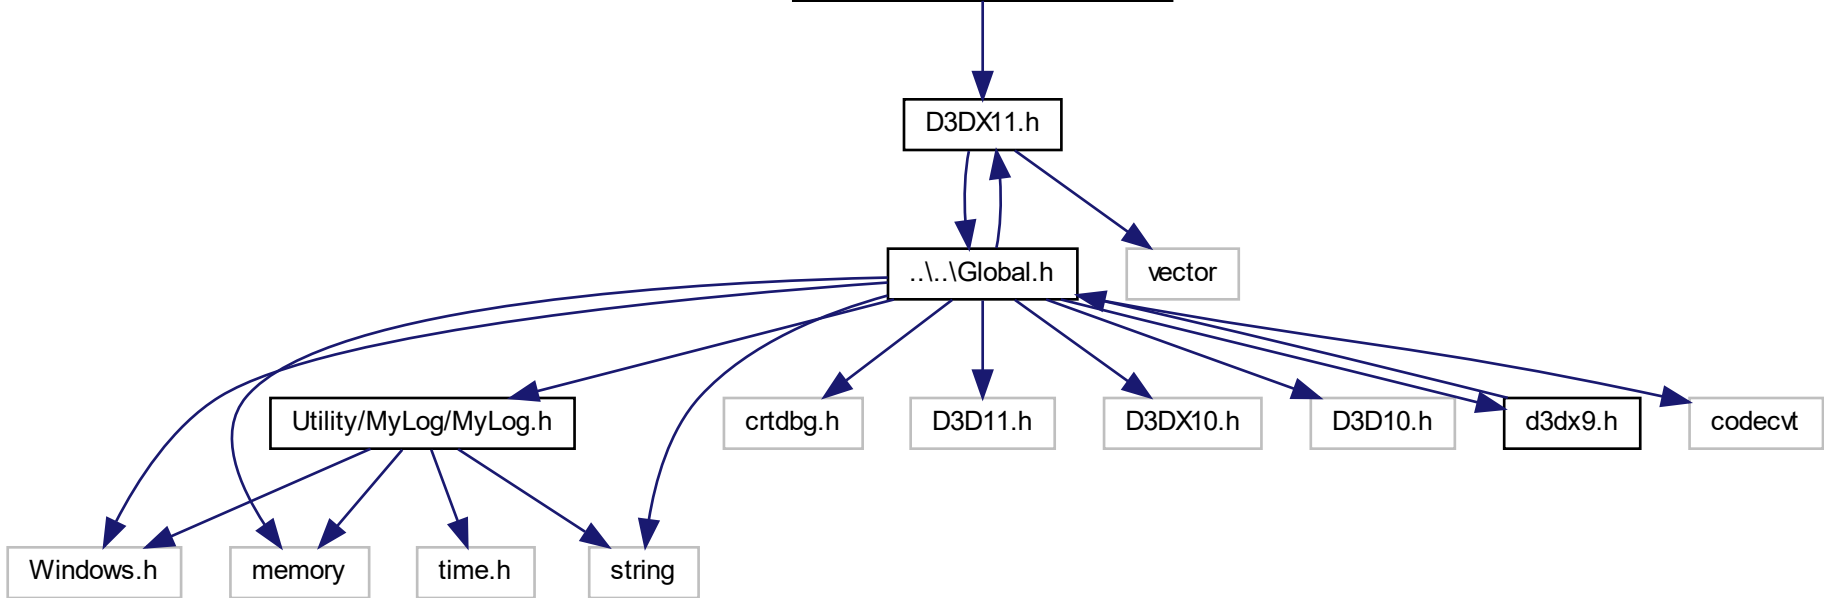 D3DX11.h
..\..\Global.h
vector
Utility/MyLog/MyLog.h
crtdbg.h
D3D11.h
D3DX10.h
D3D10.h
d3dx9.h
codecvt
Windows.h
memory
time.h
string